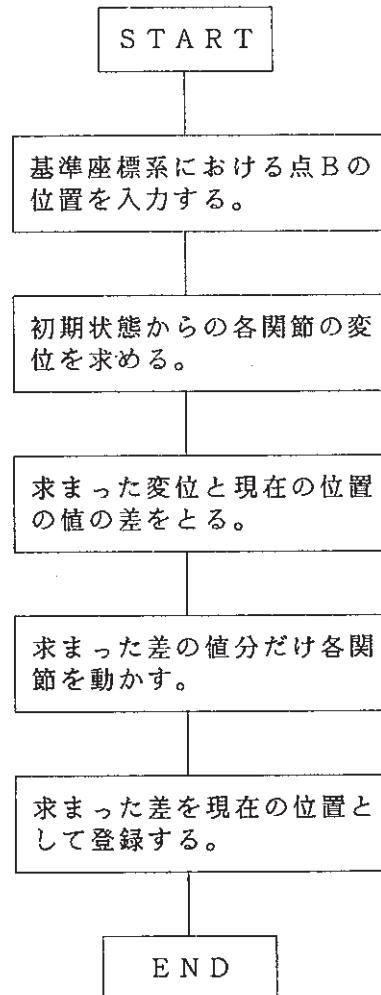 START
基準座標系における点Bの
位置を入力する。
初期状態からの各関節の変
位を求める。
求まった変位と現在の位置
の値の差をとる。
求まった差の値分だけ各関
節を動かす。
求まった差を現在の位置と
して登録する。
END